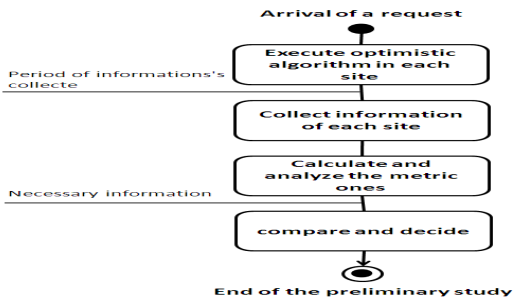 Arrival of a request
Execute optimistic
algorithm in each
site
Period of informations's
collecte
Collect information
of each site
Calculate and
analyze the metric
ones
Necessary information
compare and decide
End of the preliminary study